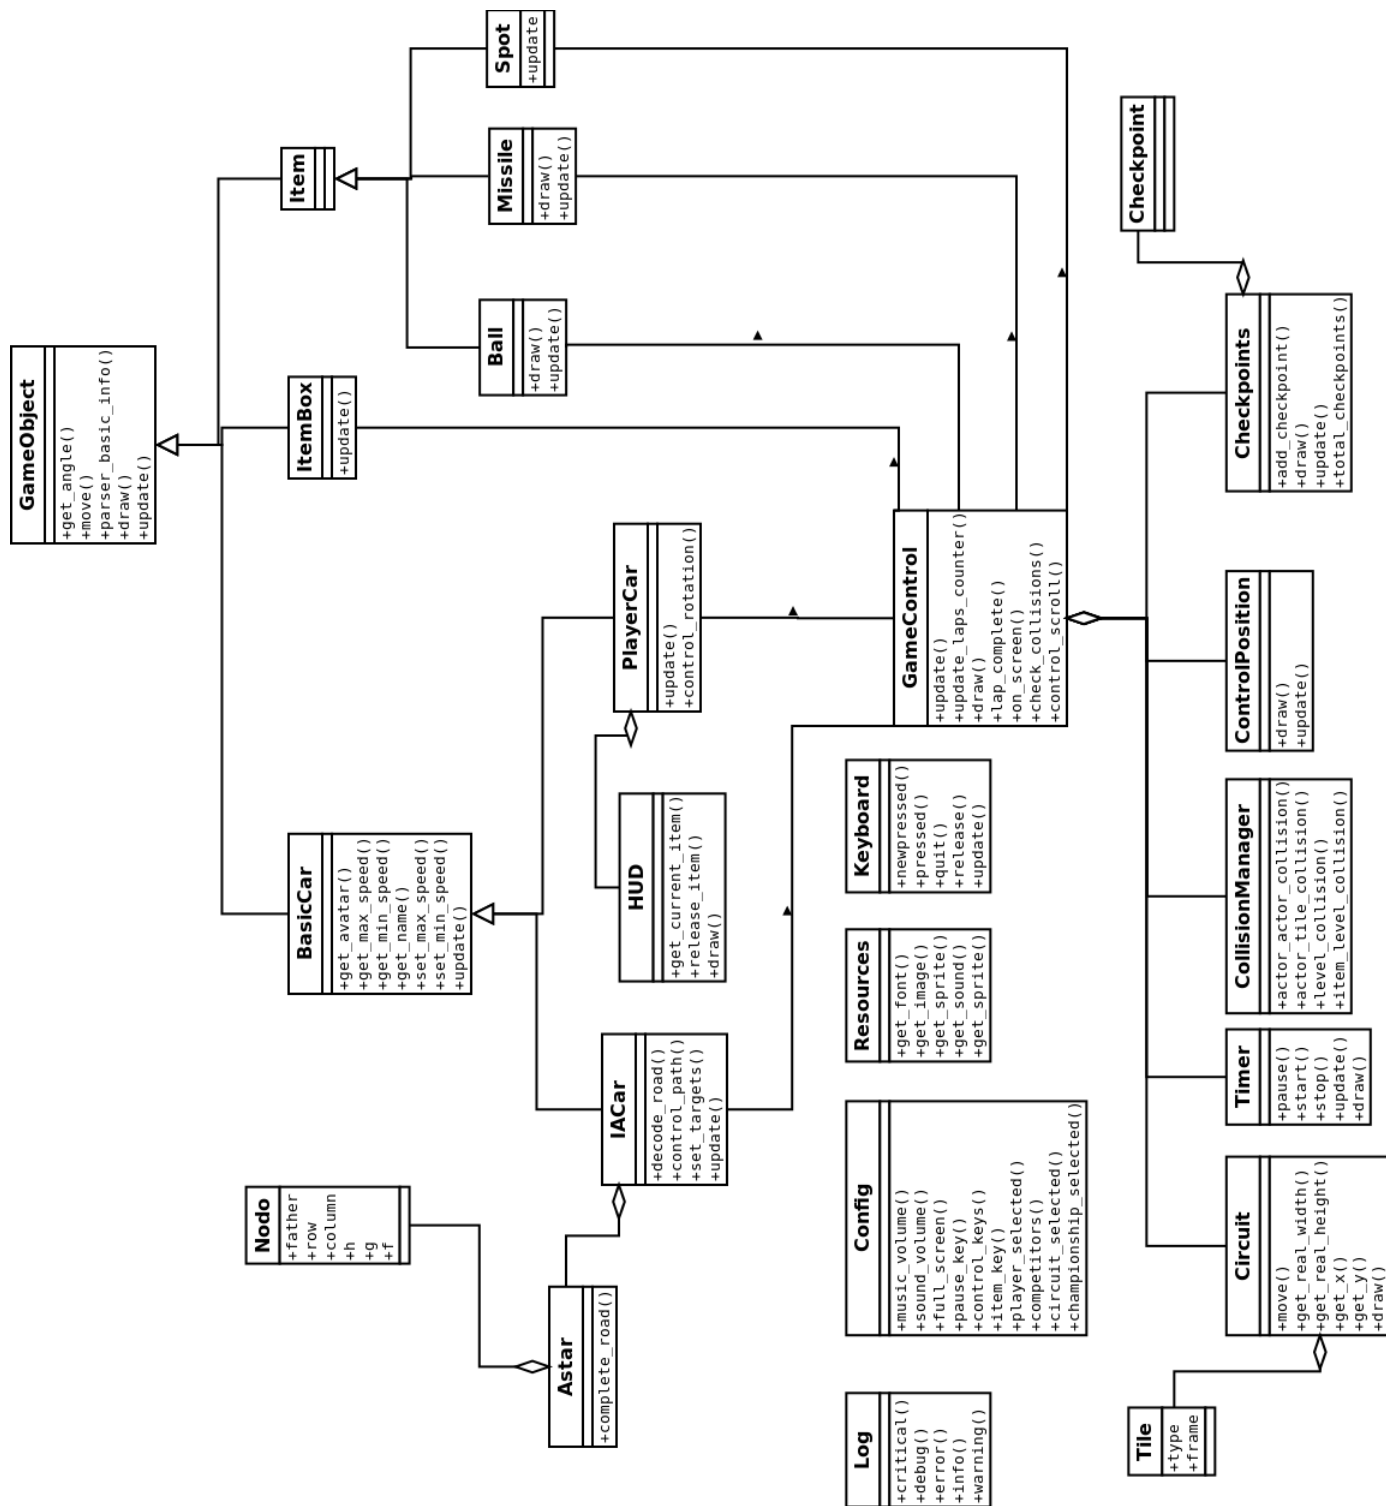 GameObject
+get_angle()
+move()
+parser_basic_info()
+draw()
+update()
Nodo
+father
+row
+column
+h
+g
+f
BasicCar
+get_avatar()
+get_max_speed()
+get_min_speed()
+get_name()
+set_max_speed()
+set_min_speed()
+update()
ItemBox
+update()
Item
Astar
+complete_road()
IACar
+decode_road()
+control_path()
+set_targets()
+update()
HUD
+get_current_item()
+release_item()
+draw()
PlayerCar
+update()
+control_rotation()
Ball
+draw()
+update()
Missile
+draw()
+update()
Spot
+update
Log
+critical()
+debug()
+error()
+info()
+warning()
Config
+music_volume()
+sound_volume()
+full_screen()
+pause_key()
+control_keys()
+item_key()
+player_selected()
+competitors()
+circuit_selected()
+championship_selected()
Resources
+get_font()
+get_image()
+get_sprite()
+get_sound()
+get_sprite()
Keyboard
+newpressed()
+pressed()
+quit()
+release()
+update()
GameControl
+update()
+update_laps_counter()
+draw()
+lap_complete()
+on_screen()
+check_collisions()
+control_scroll()
Tile
+type
+frame
Circuit
+move()
+get_real_width()
+get_real_height()
+get_x()
+get_y()
+draw()
Timer
+pause()
+start()
+stop()
+update()
+draw()
CollisionManager
+actor_actor_collision()
+actor_tile_collision()
+level_collision()
+item_level_collision()
ControlPosition
+draw()
+update()
Checkpoints
+add_checkpoint()
+draw()
+update()
+total_checkpoints()
Checkpoint